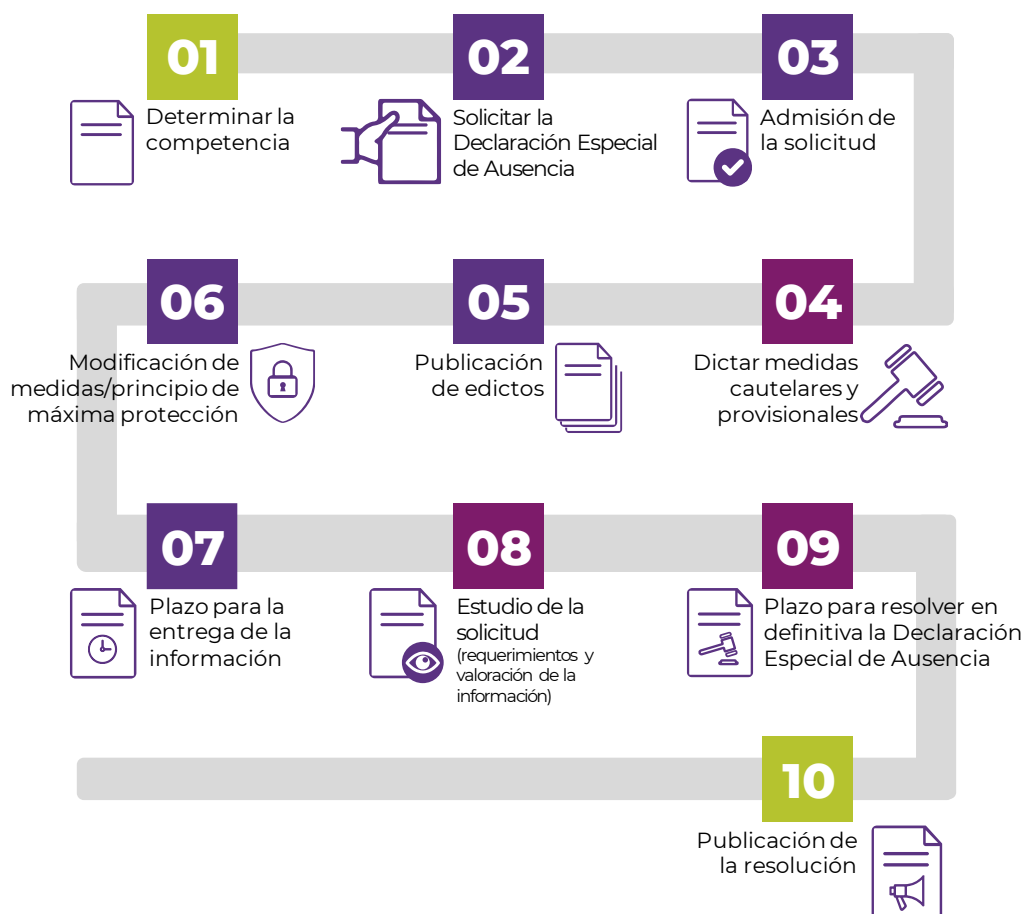 01
Determinar la
competencia
02
Solicitar la
Declaración Especial
de Ausencia
03
Admisión de
la solicitud
04
Dictar medidas
cautelares y
provisionales
05
Publicación
de edictos
06
Modificación de
medidas/principio de
máxima protección
07
Plazo para la
entrega de la
información
08
Estudio de la
solicitud
(requerimientos y
valoración de la
información)
09
Plazo para resolver en
definitiva la Declaración
Especial de Ausencia
10
Publicación de
la resolución